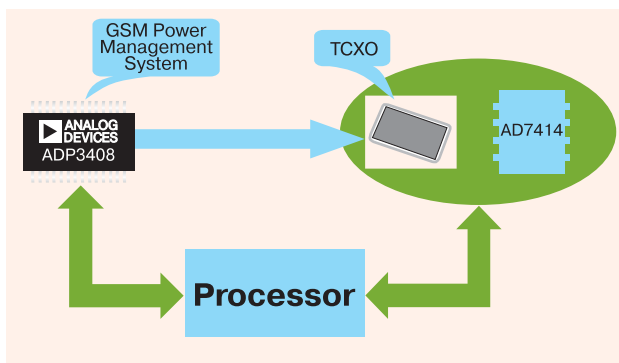 GSM Power
Management
System
TCXO
ANALOG
DEVICES
ADP3408
AD7414
Processor